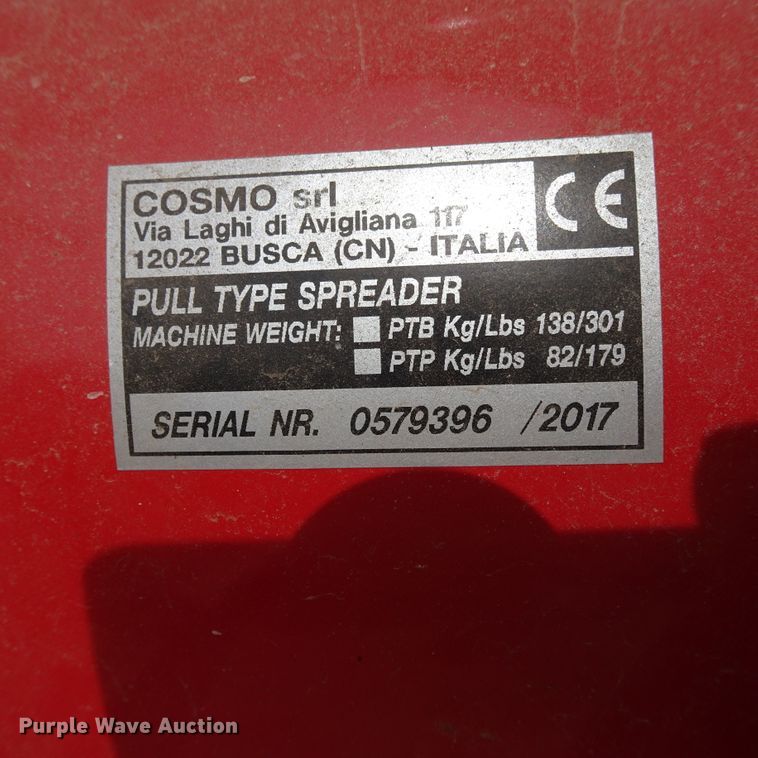 COSMO srl
Via Laghi di Avigliana 117
12022 BUSCA (CN) - ITALIA
CE
PULL TYPE SPREADER
MACHINE WEIGHT: PTB Kg/Lbs 138/301
PTP Kg/Lbs 82/179
SERIAL NR. 0579396 /2017
Purple Wave Auction